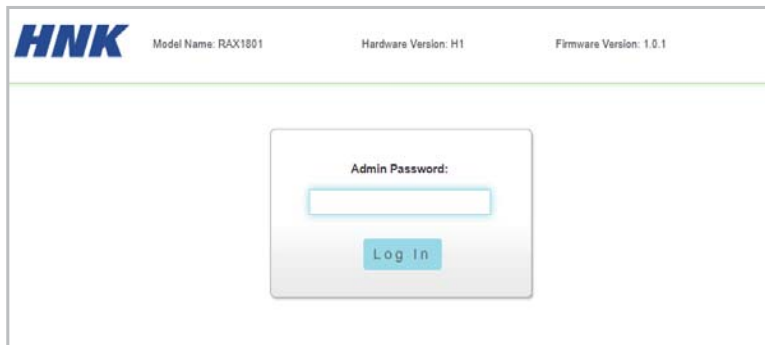 HNK Model Name: RAX1801 Hardware Version: H1 Firmware Version: 1.0.1
Admin Password:
Log In